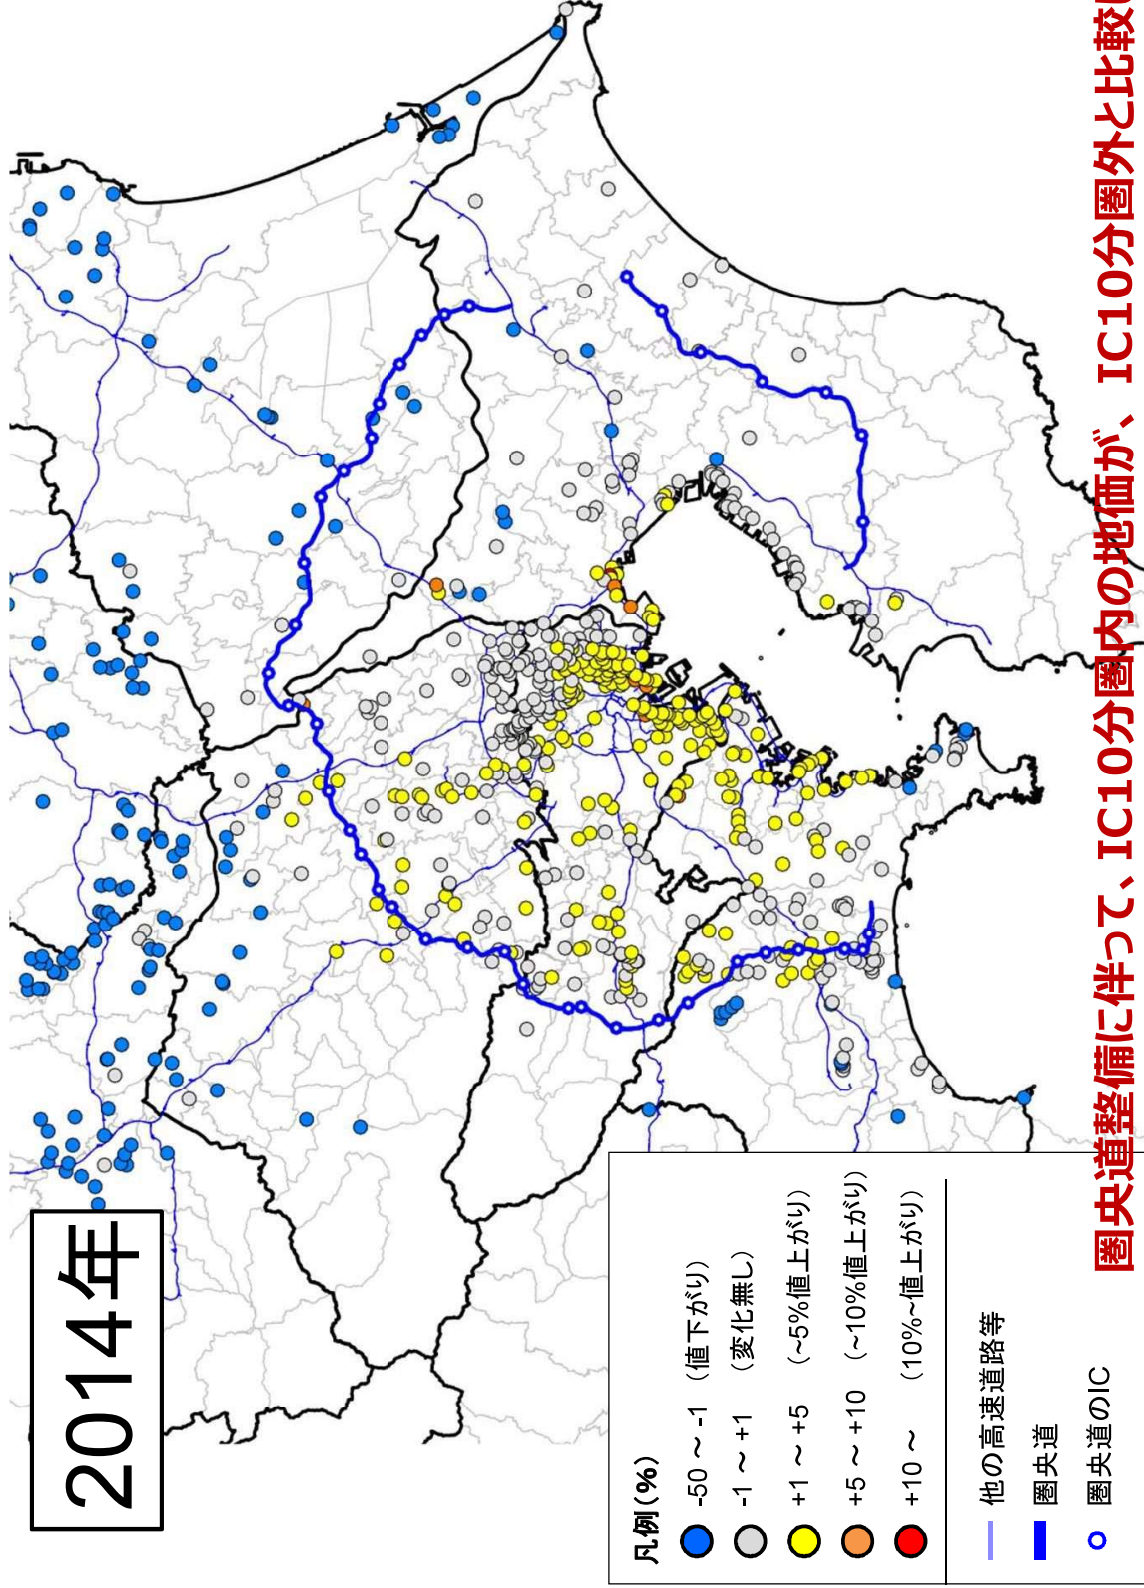 2014年
凡例(%)
-50 ～ -1 (値下がり)
-1 ～ +1 (変化無し)
+1 ～ +5 (~5%値上がり)
+5 ～ +10 (~10%値上がり)
+10 ～ (10%~値上がり)
他の高速道路等
圏央道
圏央道のIC
圏央道整備に伴って、IC10分圏内の地価が、IC10分圏外と比較し